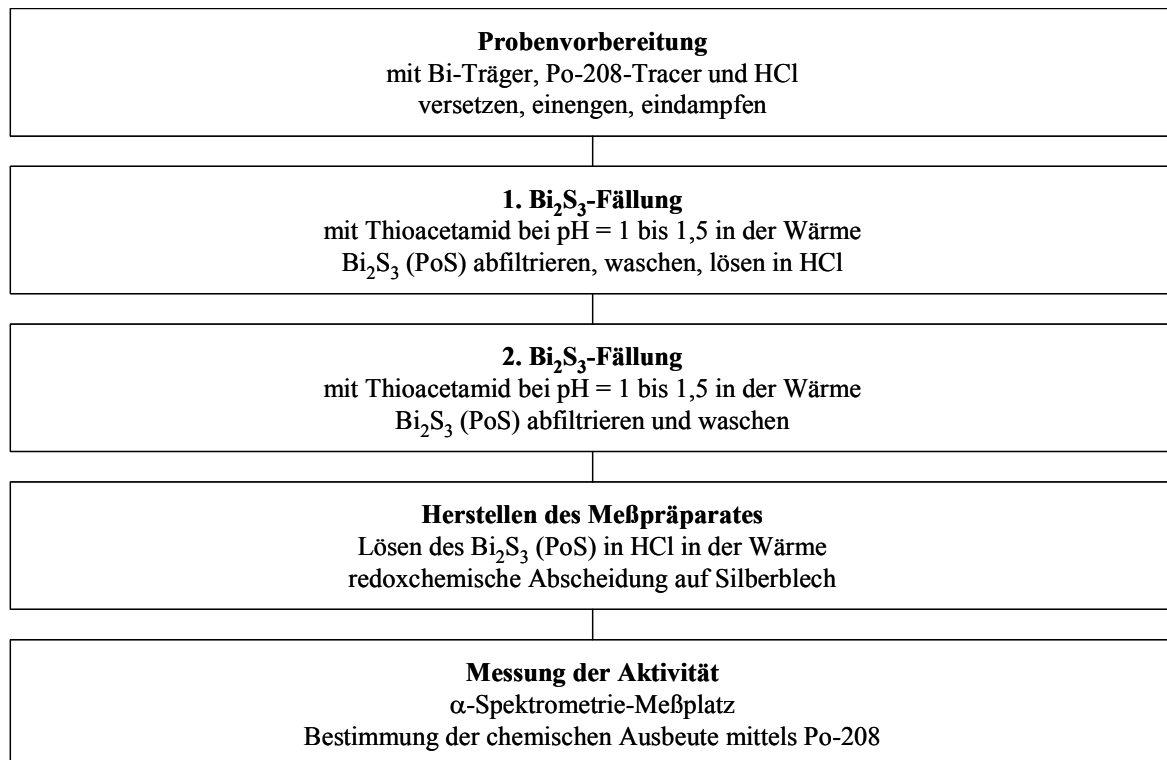 Probenvorbereitung
mit Bi-Träger, Po-208-Tracer und HCl
versetzen, einengen, eindampfen
1. Bi₂S₃-Fällung
mit Thioacetamid bei pH = 1 bis 1,5 in der Wärme
Bi₂S₃ (PoS) abfiltrieren, waschen, lösen in HCl
2. Bi₂S₃-Fällung
mit Thioacetamid bei pH = 1 bis 1,5 in der Wärme
Bi₂S₃ (PoS) abfiltrieren und waschen
Herstellen des Meßpräparates
Lösen des Bi₂S₃ (PoS) in HCl in der Wärme
redoxchemische Abscheidung auf Silberblech
Messung der Aktivität
α-Spektrometrie-Meßplatz
Bestimmung der chemischen Ausbeute mittels Po-208